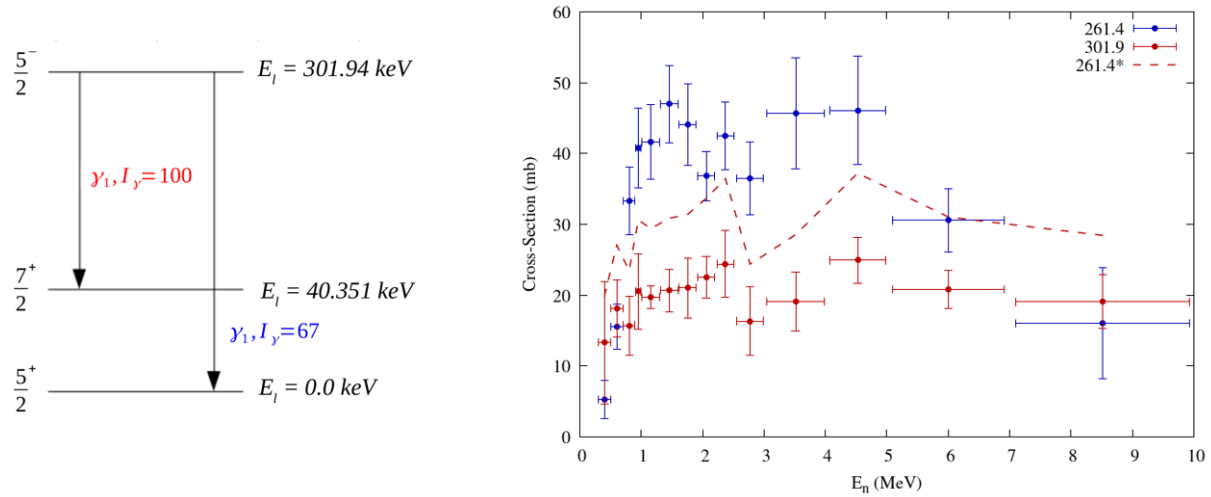 5⁻/2 E_l = 301.94 keV
γ₁, I_γ=100
7⁺/2 E_l = 40.351 keV
γ₁, I_γ=67
5⁺/2 E_l = 0.0 keV
60
50
40
30
20
10
0
Cross-Section (mb)
261.4
301.9
261.4*
0 1 2 3 4 5 6 7 8 9 10
E_n (MeV)